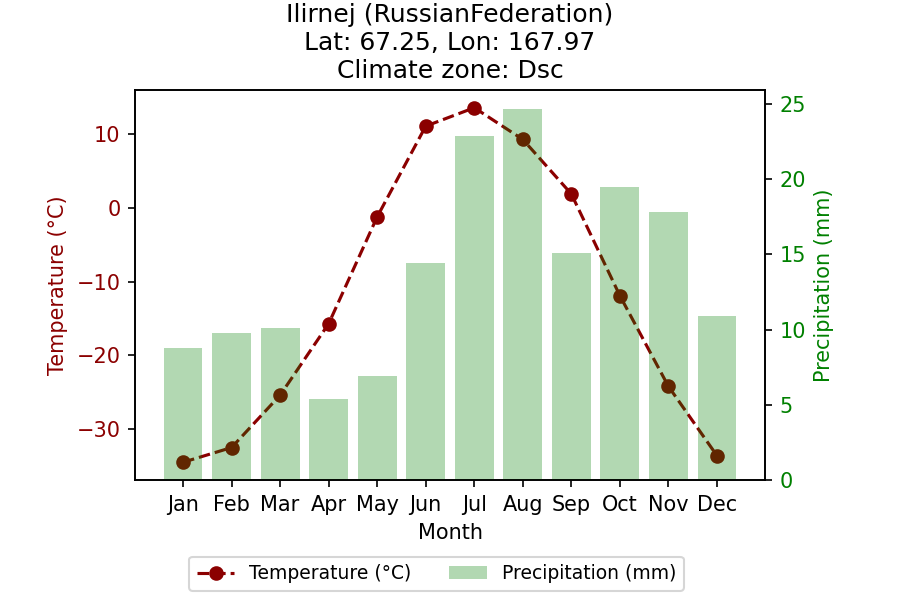 Ilirnej (RussianFederation)
Lat: 67.25, Lon: 167.97
Climate zone: Dsc
10
0
−10
−20
−30
Temperature (°C)
25
20
15
10
5
0
Precipitation (mm)
Jan Feb Mar Apr May Jun Jul Aug Sep Oct Nov Dec
Month
Temperature (°C) Precipitation (mm)